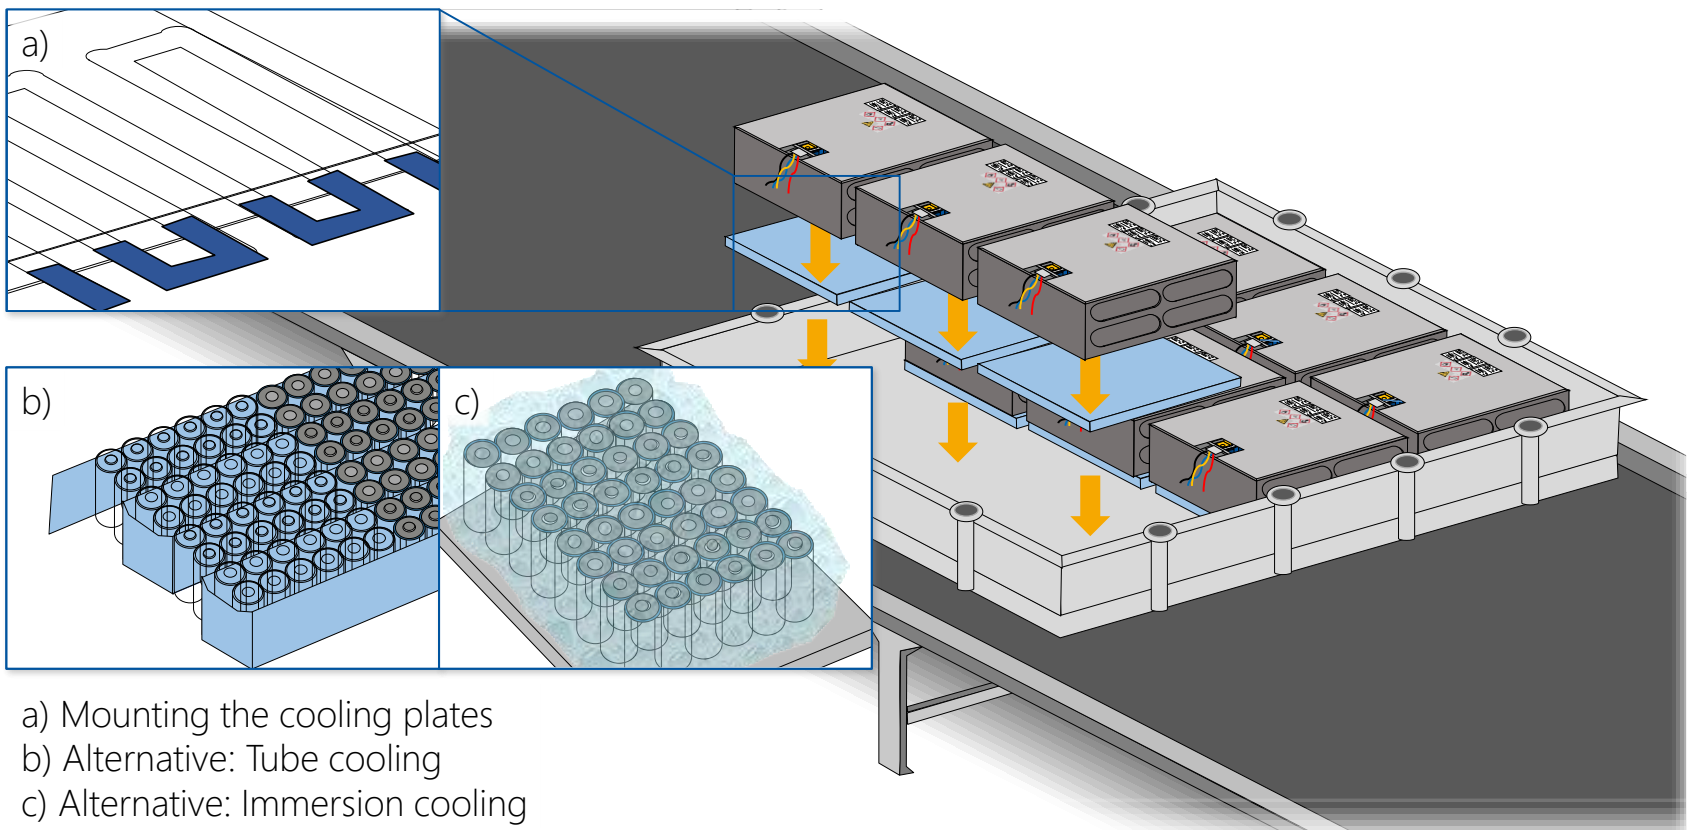 a)
b)
c)
a) Mounting the cooling plates
b) Alternative: Tube cooling
c) Alternative: Immersion cooling